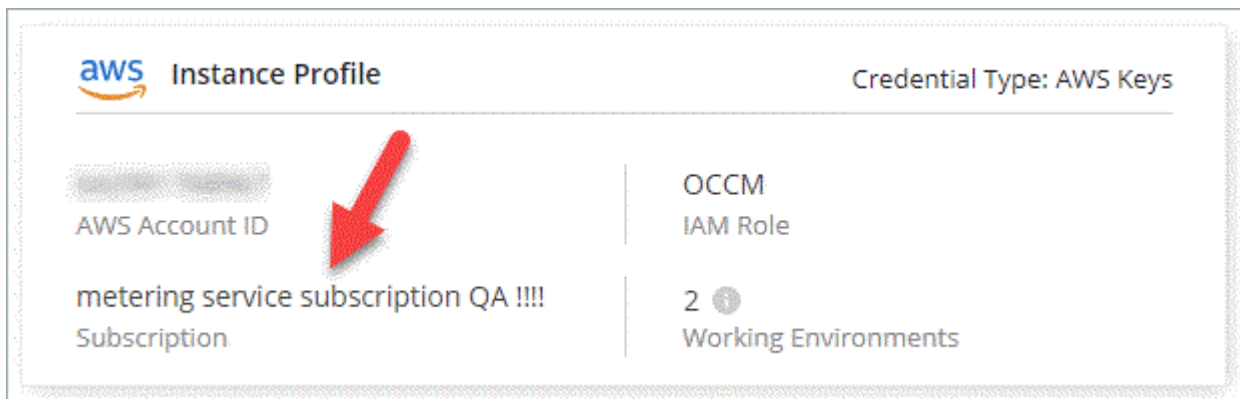 aws Instance Profile
Credential Type: AWS Keys
AWS Account ID
OCCM
IAM Role
metering service subscription QA !!!!
Subscription
2
Working Environments